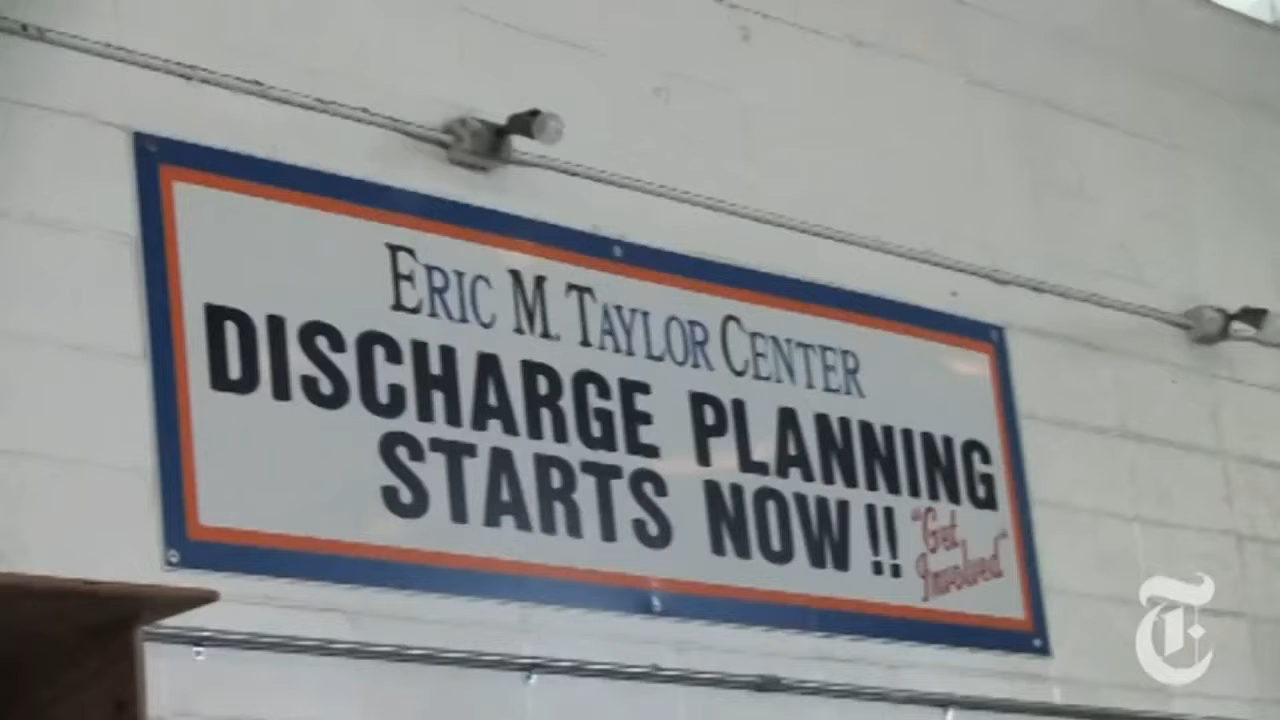 ERIC M. TAYLOR CENTER
DISCHARGE PLANNING
STARTS NOW!!
"Get
Involved"
T